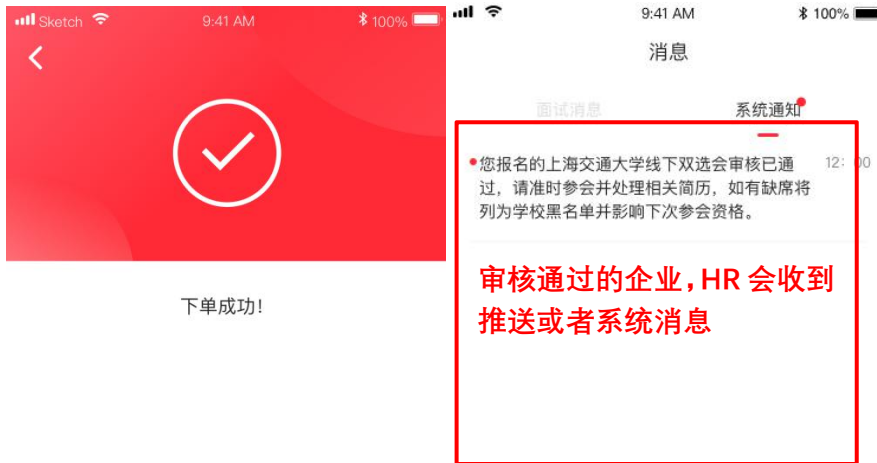 Sketch 9:41 AM 100%
下单成功!
9:41 AM 100%
消息
面试消息 系统通知
您报名的上海交通大学线下双选会审核已通 12：00
过，请准时参会并处理相关简历，如有缺席将
列为学校黑名单并影响下次参会资格。
审核通过的企业，HR 会收到
推送或者系统消息